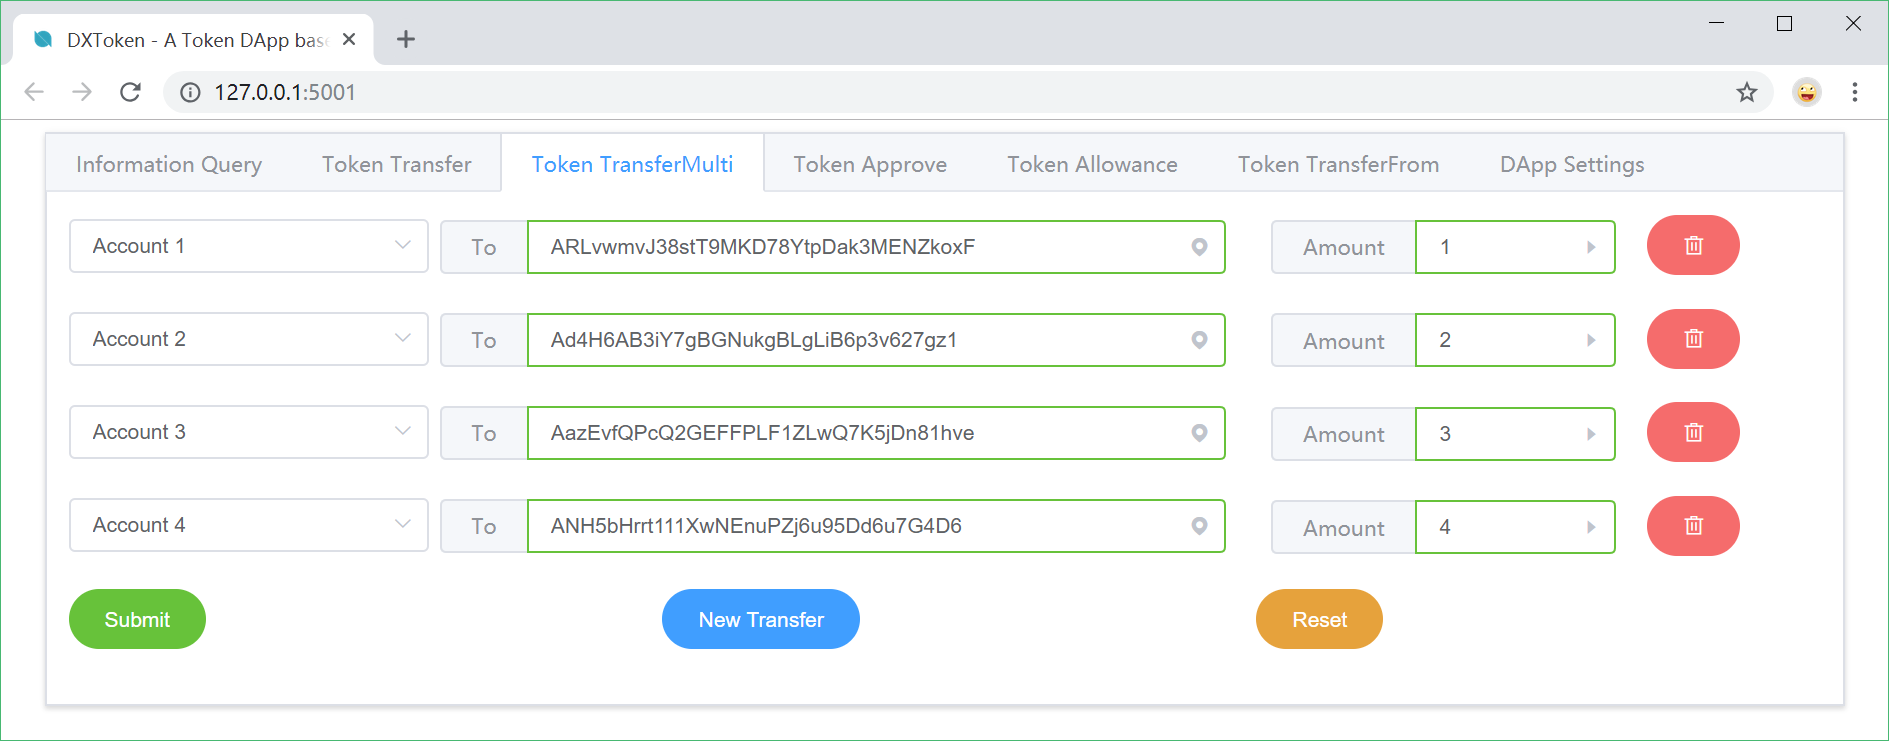 DXToken - A Token DApp bas
127.0.0.1:5001
Information Query Token Transfer Token TransferMulti Token Approve Token Allowance Token TransferFrom DApp Settings
Account 1 To ARLvwmvJ38stT9MKD78YtpDak3MENZkoxF Amount 1
Account 2 To Ad4H6AB3iY7gBGNukgBLgLiB6p3v627gz1 Amount 2
Account 3 To AazEvfQPcQ2GEFFPLF1ZLwQ7K5jDn81hve Amount 3
Account 4 To ANH5bHrrt111XwNEnuPZj6u95Dd6u7G4D6 Amount 4
Submit New Transfer Reset